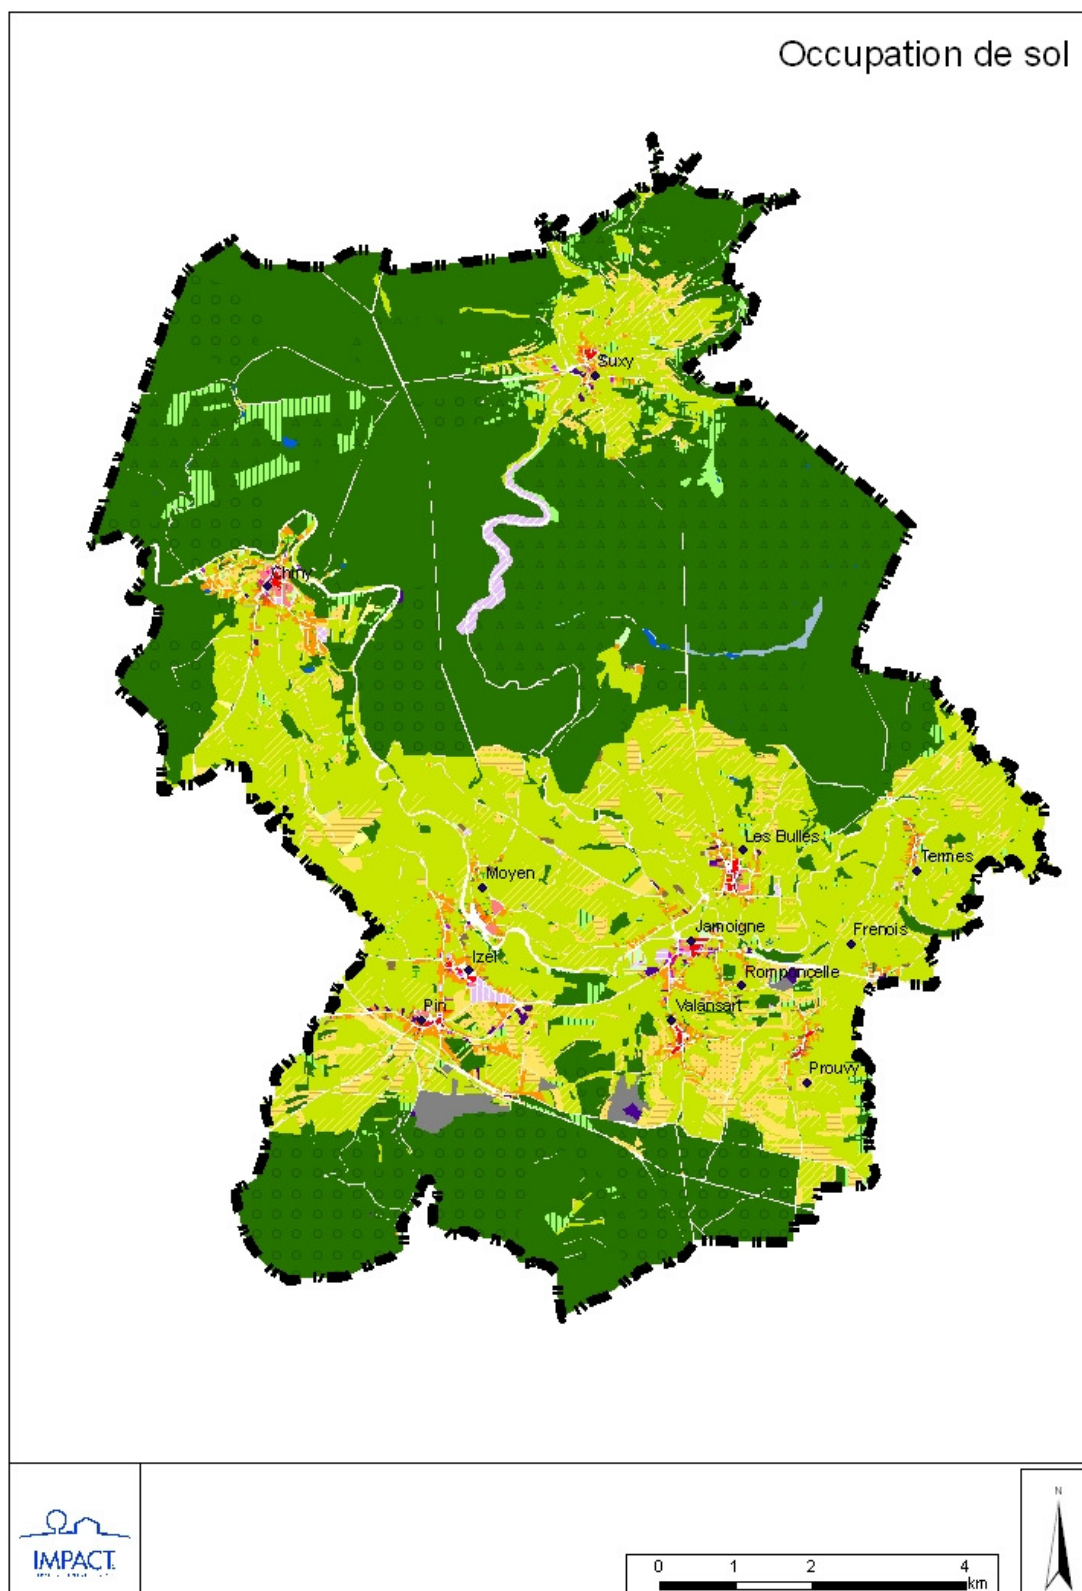 Occupation de sol
Suxy
Chiny
Les Bulles
Termes
Moyen
Jamoigne
Frenois
Izel
Romponcelle
Pin
Valansart
Prouvy
N
IMPACT
0 1 2 4
km